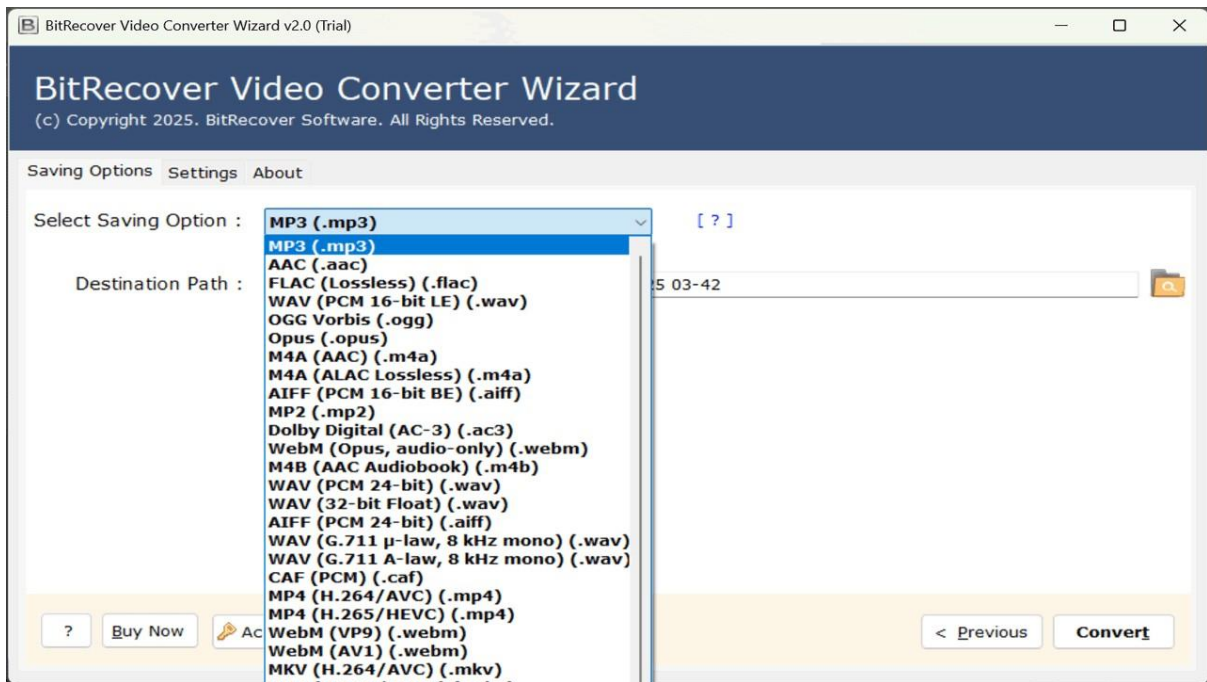 BitRecover Video Converter Wizard v2.0 (Trial)
BitRecover Video Converter Wizard
(c) Copyright 2025. BitRecover Software. All Rights Reserved.
Saving Options Settings About
Select Saving Option : MP3 (.mp3) [ ? ]
MP3 (.mp3)
AAC (.aac)
Destination Path : FLAC (Lossless) (.flac) 5 03-42
WAV (PCM 16-bit LE) (.wav)
OGG Vorbis (.ogg)
Opus (.opus)
M4A (AAC) (.m4a)
M4A (ALAC Lossless) (.m4a)
AIFF (PCM 16-bit BE) (.aiff)
MP2 (.mp2)
Dolby Digital (AC-3) (.ac3)
WebM (Opus, audio-only) (.webm)
M4B (AAC Audiobook) (.m4b)
WAV (PCM 24-bit) (.wav)
WAV (32-bit Float) (.wav)
AIFF (PCM 24-bit) (.aiff)
WAV (G.711 μ-law, 8 kHz mono) (.wav)
WAV (G.711 A-law, 8 kHz mono) (.wav)
CAF (PCM) (.caf)
MP4 (H.264/AVC) (.mp4)
MP4 (H.265/HEVC) (.mp4)
? Buy Now Ac WebM (VP9) (.webm) < Previous Convert
WebM (AV1) (.webm)
MKV (H.264/AVC) (.mkv)